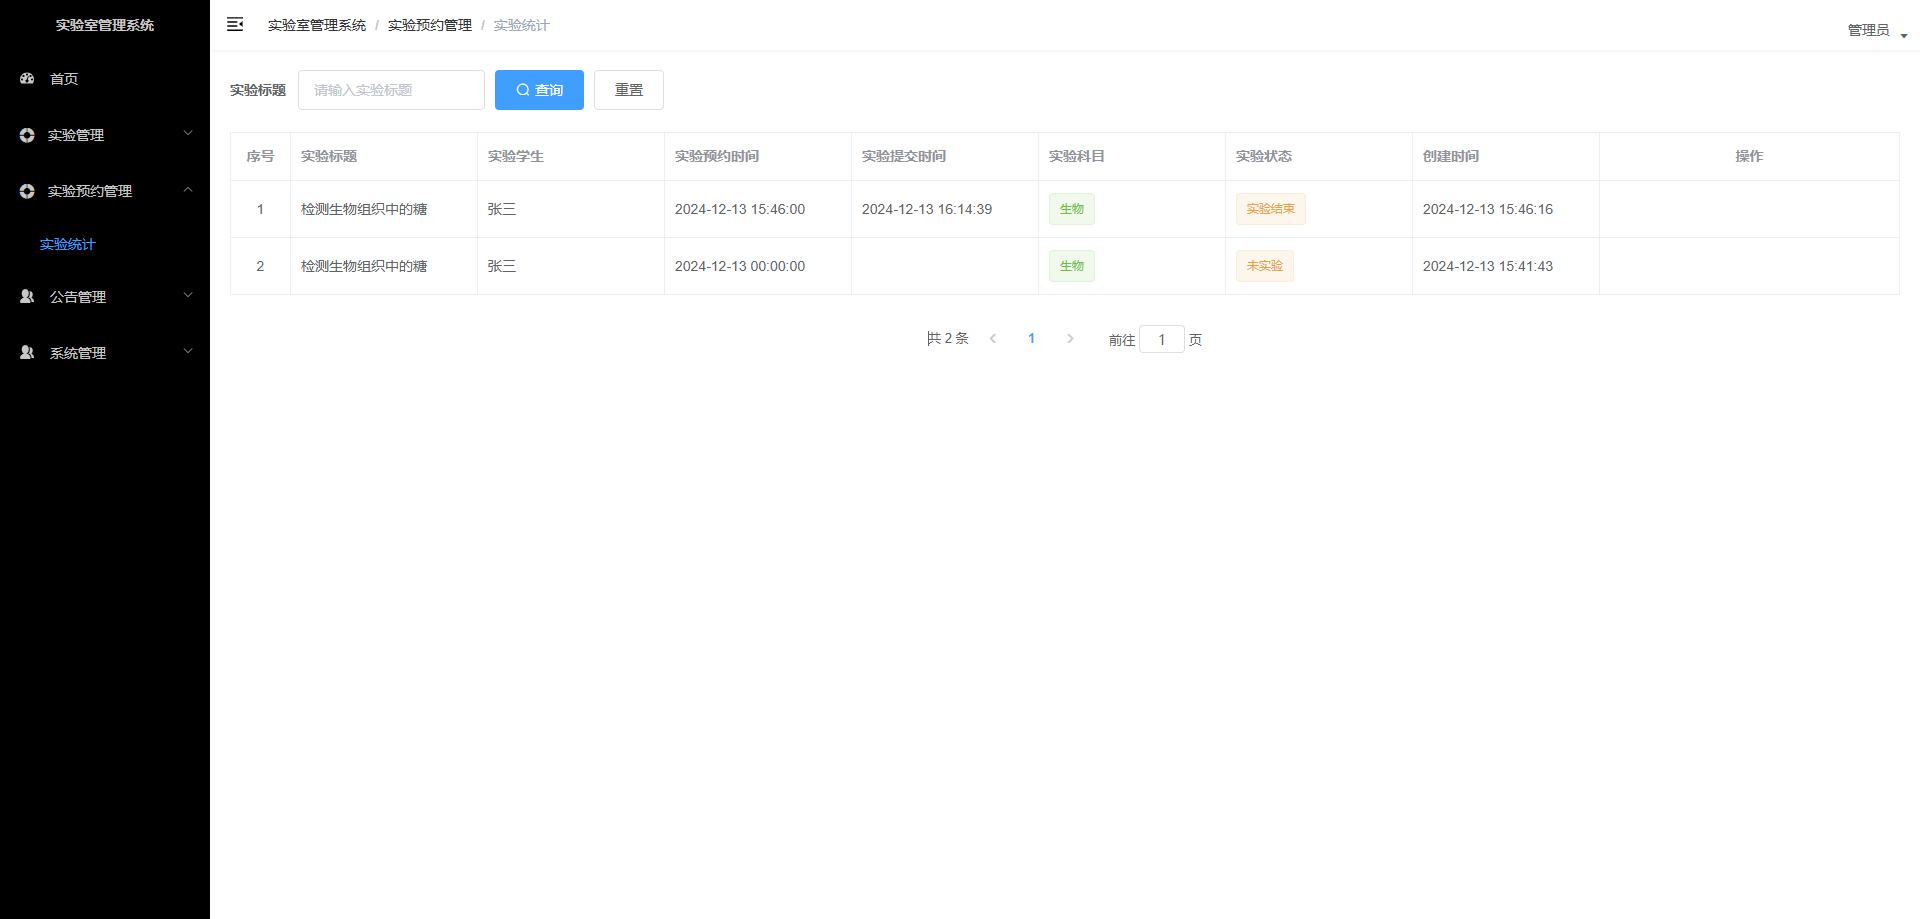 实验室管理系统
首页
实验管理
实验预约管理
实验统计
公告管理
系统管理
实验室管理系统 / 实验预约管理 / 实验统计
管理员
实验标题 请输入实验标题 查询 重置
序号 实验标题 实验学生 实验预约时间 实验提交时间 实验科目 实验状态 创建时间 操作
1 检测生物组织中的糖 张三 2024-12-13 15:46:00 2024-12-13 16:14:39 生物 实验结束 2024-12-13 15:46:16
2 检测生物组织中的糖 张三 2024-12-13 00:00:00 生物 未实验 2024-12-13 15:41:43
共 2 条 1 前往 1 页